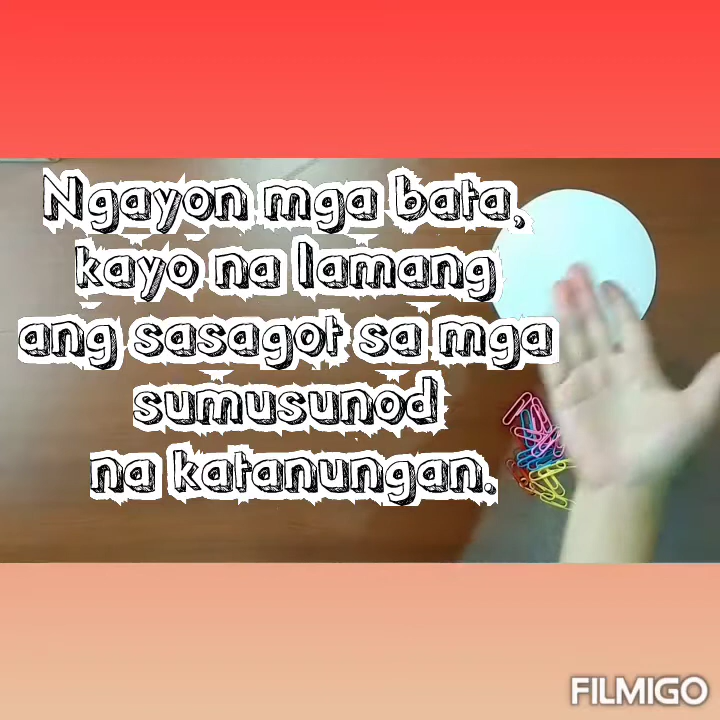 Ngayon mga bata,
kayo na lamang
ang sasagot sa mga
sumusunod
na katanungan.
FILMIGO